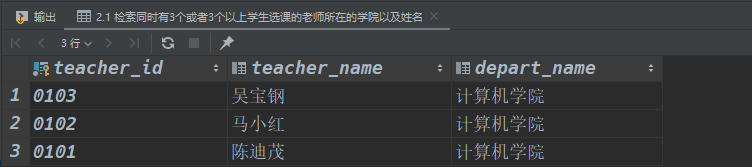 输出 2.1 检索同时有3个或者3个以上学生选课的老师所在的学院以及姓名
3 行
teacher_id teacher_name depart_name
1 0103 吴宝钢 计算机学院
2 0102 马小红 计算机学院
3 0101 陈迪茂 计算机学院